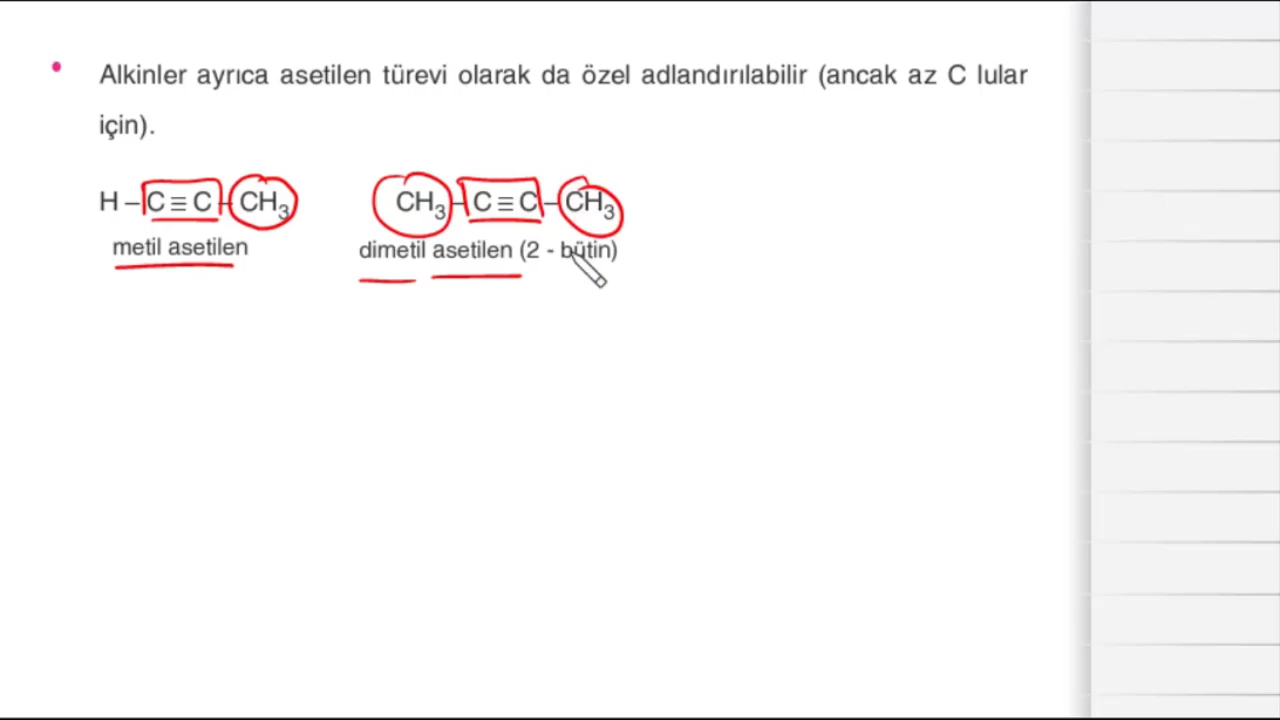 Alkinler ayrıca asetilen türevi olarak da özel adlandırılabilir (ancak az C lular
için).
H – C ≡ C – CH₃ CH₃ – C ≡ C – CH₃
metil asetilen dimetil asetilen (2 - bütin)